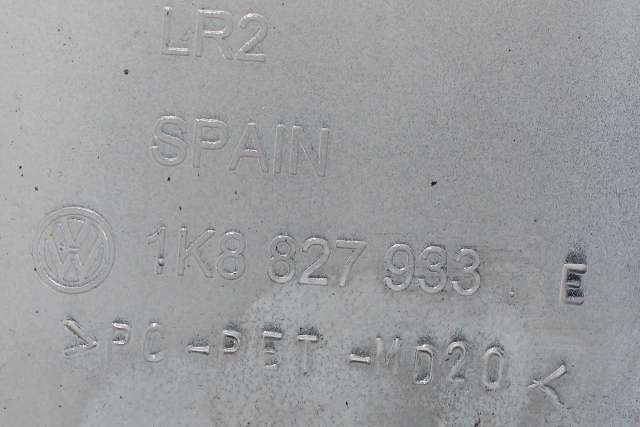 LR2
SPAIN
1K8 827 933 . E
>PC-PET-MD20<